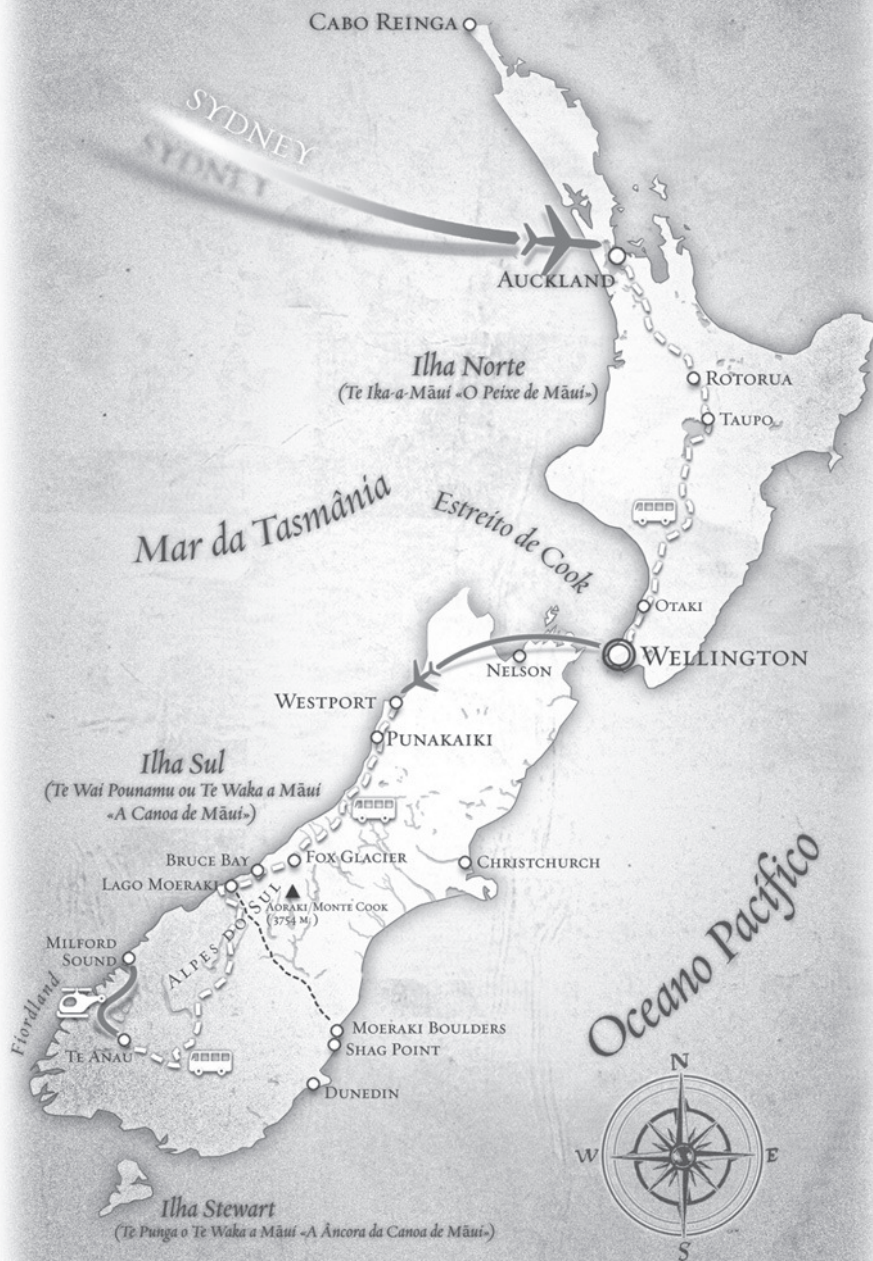 CABO REINGA
SYDNEY
SYDNEY
AUCKLAND
Ilha Norte
(Te Ika-a-Māui «O Peixe de Māui»)
ROTORUA
TAUPO
Mar da Tasmânia
Estreito de Cook
OTAKI
WELLINGTON
NELSON
WESTPORT
PUNAKAIKI
Ilha Sul
(Te Wai Pounamu ou Te Waka a Māui
«A Canoa de Māui»)
BRUCE BAY
FOX GLACIER
LAGO MOERAKI
CHRISTCHURCH
AORAKI/MONTE COOK
(3754 M.)
ALPES DO SUL
MILFORD
SOUND
Fiordland
TE ANAU
MOERAKI BOULDERS
SHAG POINT
DUNEDIN
Oceano Pacífico
N
W
E
S
Ilha Stewart
(Te Punga o Te Waka a Māui «A Âncora da Canoa de Māui»)